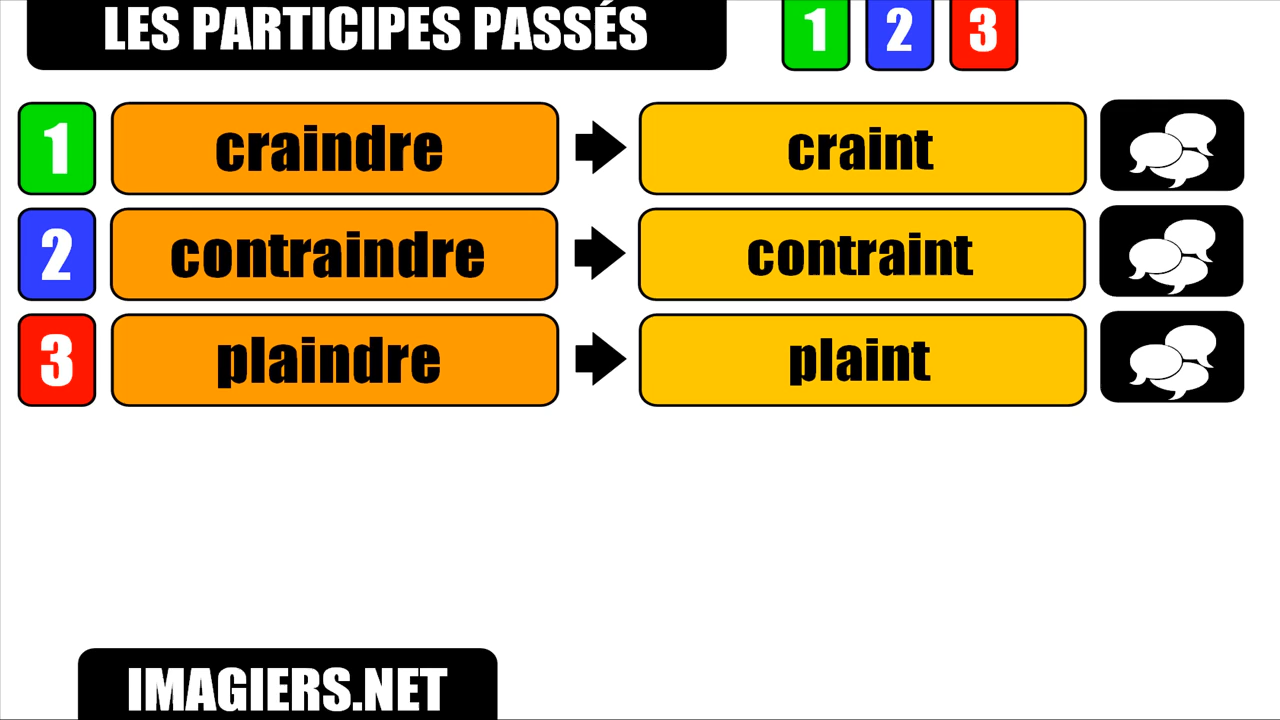 LES PARTICIPES PASSÉS 1 2 3
1 craindre craint
2 contraindre contraint
3 plaindre plaint
IMAGIERS.NET